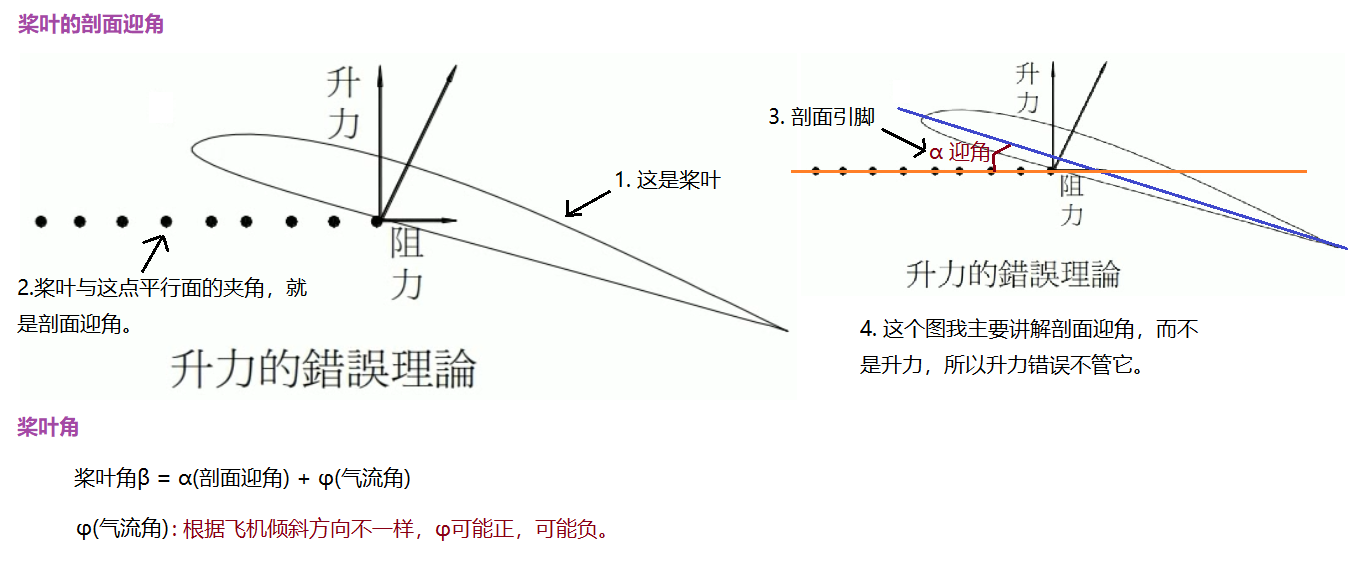 桨叶的剖面迎角
升
力
1. 这是桨叶
阻
力
2.桨叶与这点平行面的夹角，就
是剖面迎角。
升力的錯誤理論
升
力
3. 剖面引脚
α 迎角
阻
力
升力的錯誤理論
4. 这个图我主要讲解剖面迎角，而不
是升力，所以升力错误不管它。
桨叶角
桨叶角β = α(剖面迎角) + φ(气流角)
φ(气流角)：根据飞机倾斜方向不一样，φ可能正，可能负。